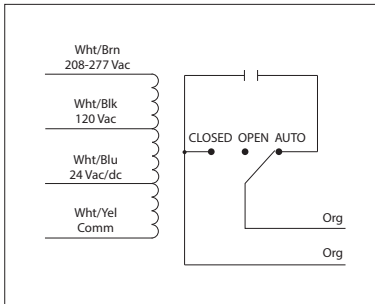 Wht/Brn
208-277 Vac
Wht/Blk
120 Vac
CLOSED OPEN AUTO
Wht/Blu
24 Vac/dc
Wht/Yel
Comm
Org
Org